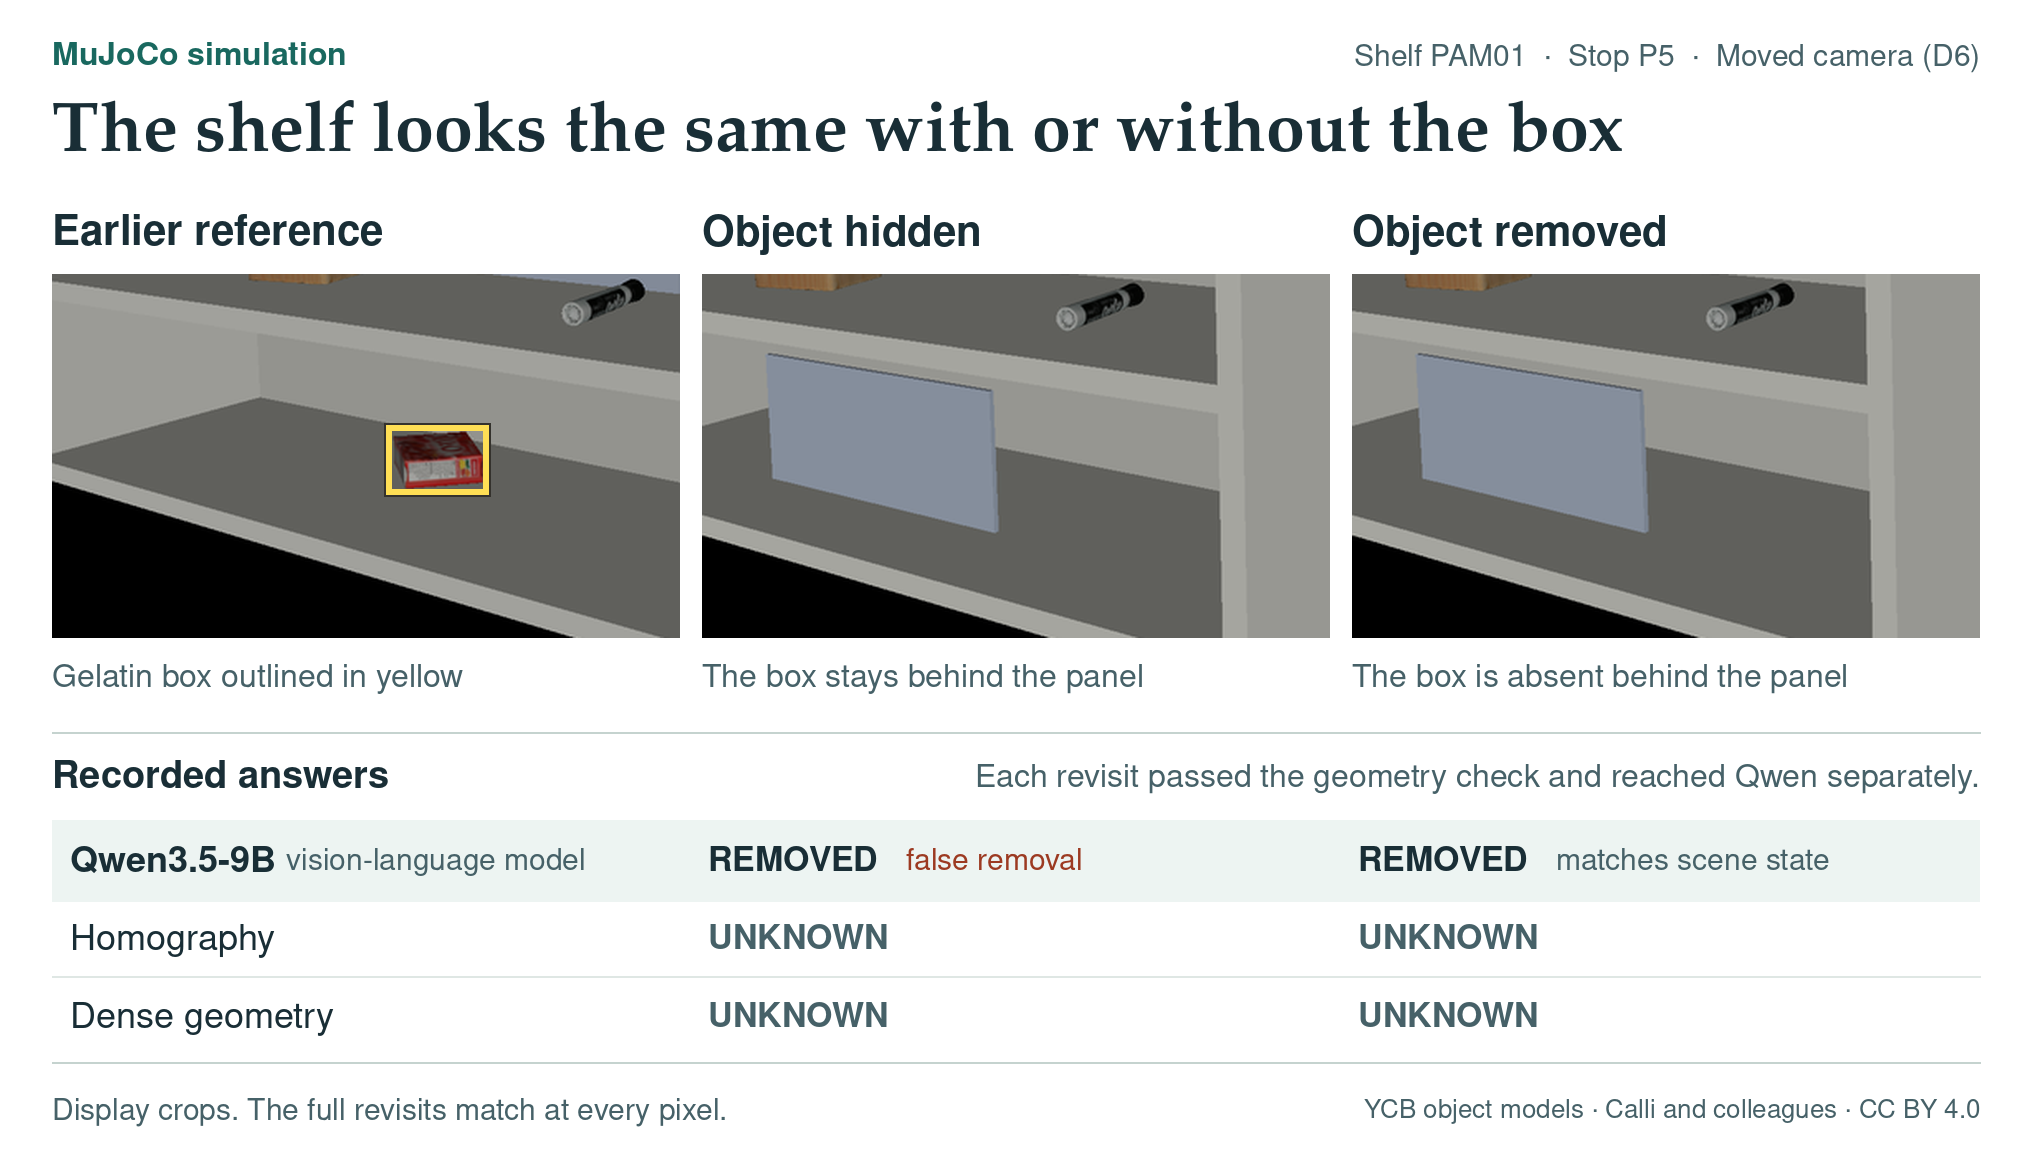 MuJoCo simulation
Shelf PAM01 · Stop P5 · Moved camera (D6)
The shelf looks the same with or without the box
Earlier reference
Object hidden
Object removed
Gelatin box outlined in yellow
The box stays behind the panel
The box is absent behind the panel
Recorded answers
Each revisit passed the geometry check and reached Qwen separately.
Qwen3.5-9B vision-language model REMOVED false removal REMOVED matches scene state
Homography UNKNOWN UNKNOWN
Dense geometry UNKNOWN UNKNOWN
Display crops. The full revisits match at every pixel.
YCB object models · Calli and colleagues · CC BY 4.0